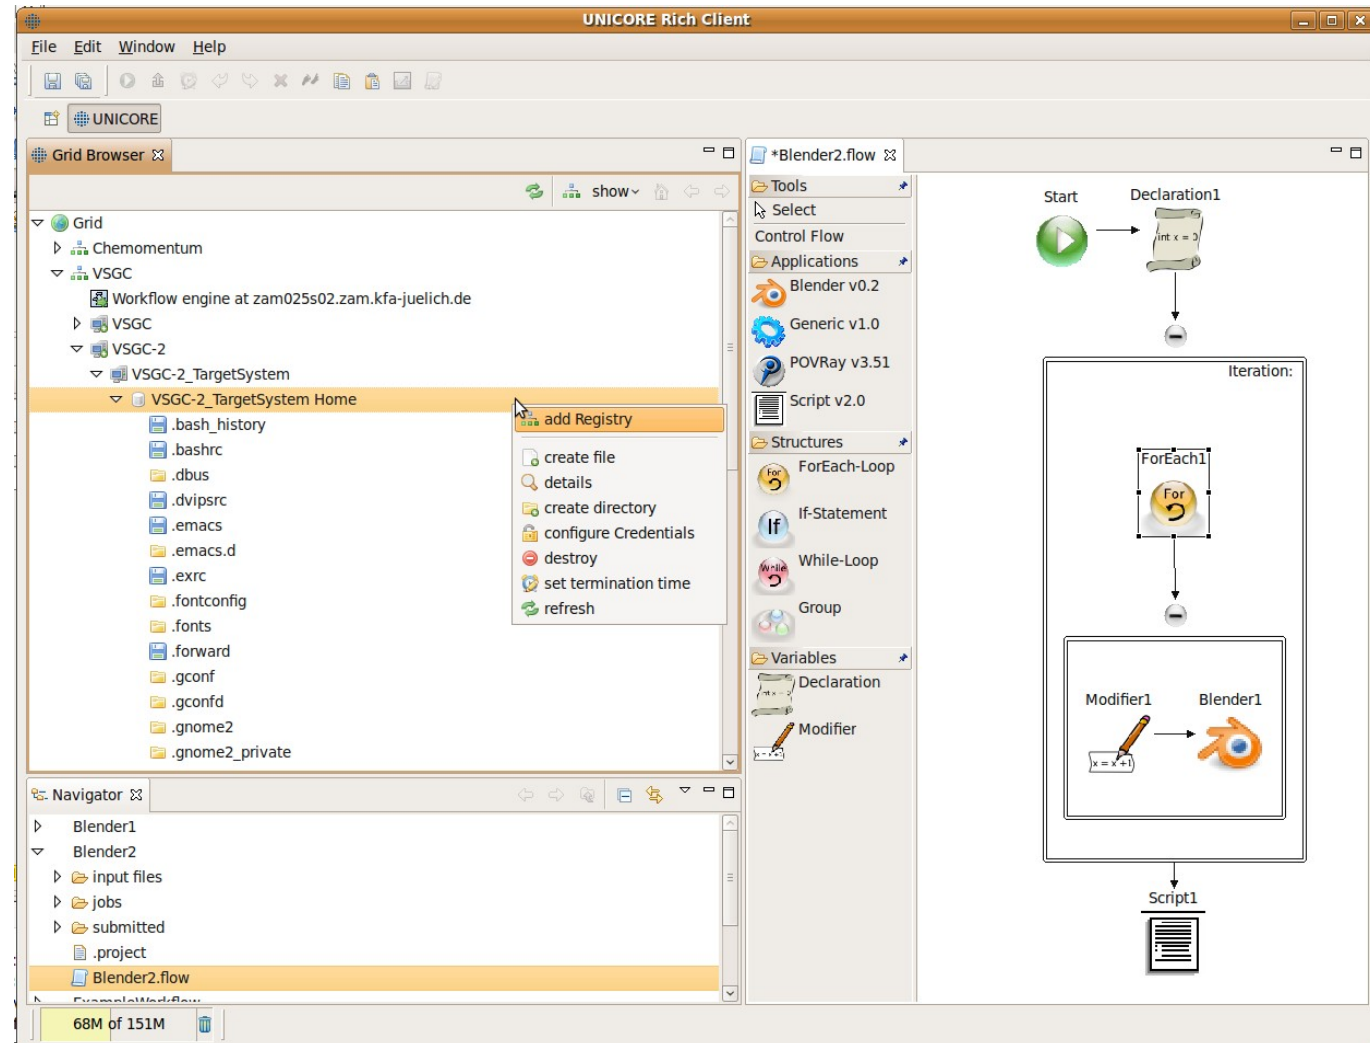 UNICORE Rich Client
File Edit Window Help
UNICORE
Grid Browser
show
Grid
Chemomentum
VSGC
Workflow engine at zam025s02.zam.kfa-juelich.de
VSGC
VSGC-2
VSGC-2_TargetSystem
VSGC-2_TargetSystem Home
.bash_history
.bashrc
.dbus
.dvipsrc
.emacs
.emacs.d
.exrc
.fontconfig
.fonts
.forward
.gconf
.gconfd
.gnome2
.gnome2_private
add Registry
create file
details
create directory
configure Credentials
destroy
set termination time
refresh
Navigator
Blender1
Blender2
input files
jobs
submitted
.project
Blender2.flow
ExampleWorkflow
68M of 151M
*Blender2.flow
Tools
Select
Control Flow
Applications
Blender v0.2
Generic v1.0
POVRay v3.51
Script v2.0
Structures
For
ForEach-Loop
If
If-Statement
While
While-Loop
Group
Variables
Declaration
Modifier
Start
Declaration1
int x = 
Iteration:
ForEach1
For
Modifier1
Blender1
x = x +1
Script1